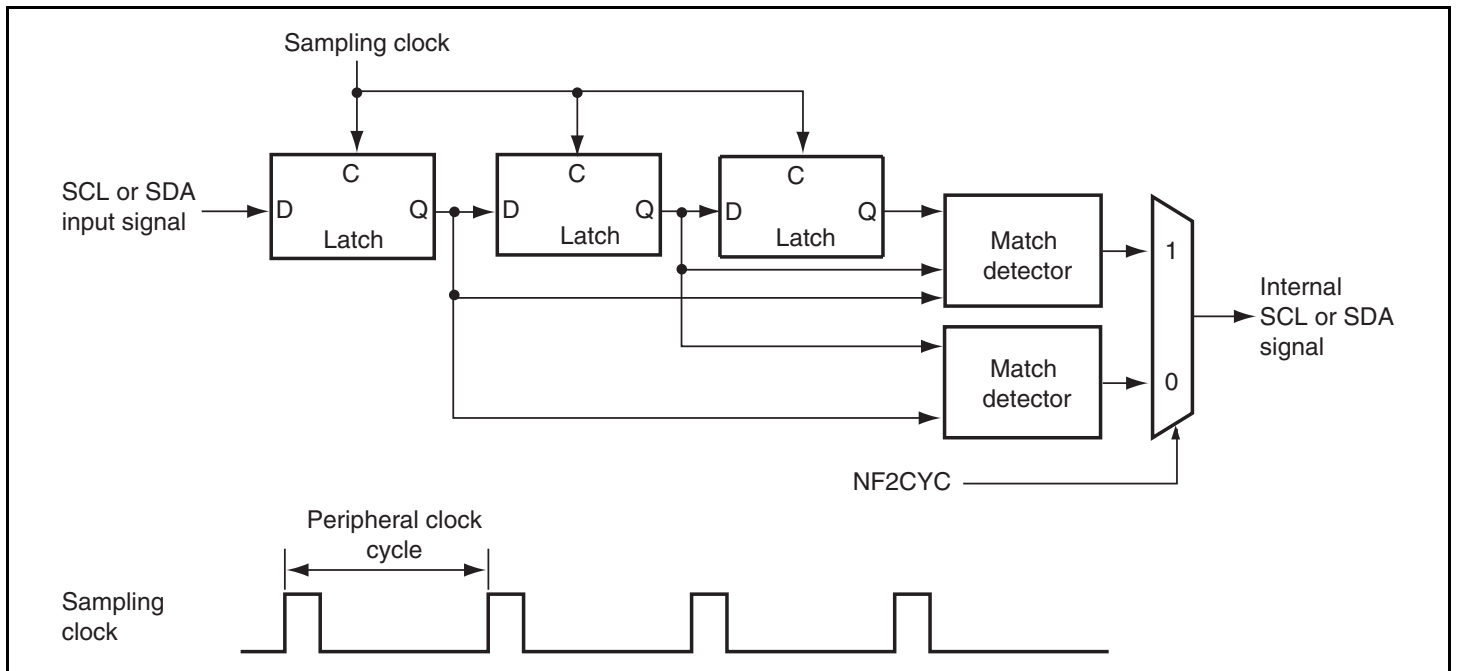 Sampling clock
SCL or SDA
input signal
C
D
Q
Latch
C
D
Q
Latch
C
D
Q
Latch
Match
detector
1
Match
detector
0
Internal
SCL or SDA
signal
NF2CYC
Peripheral clock
cycle
Sampling
clock